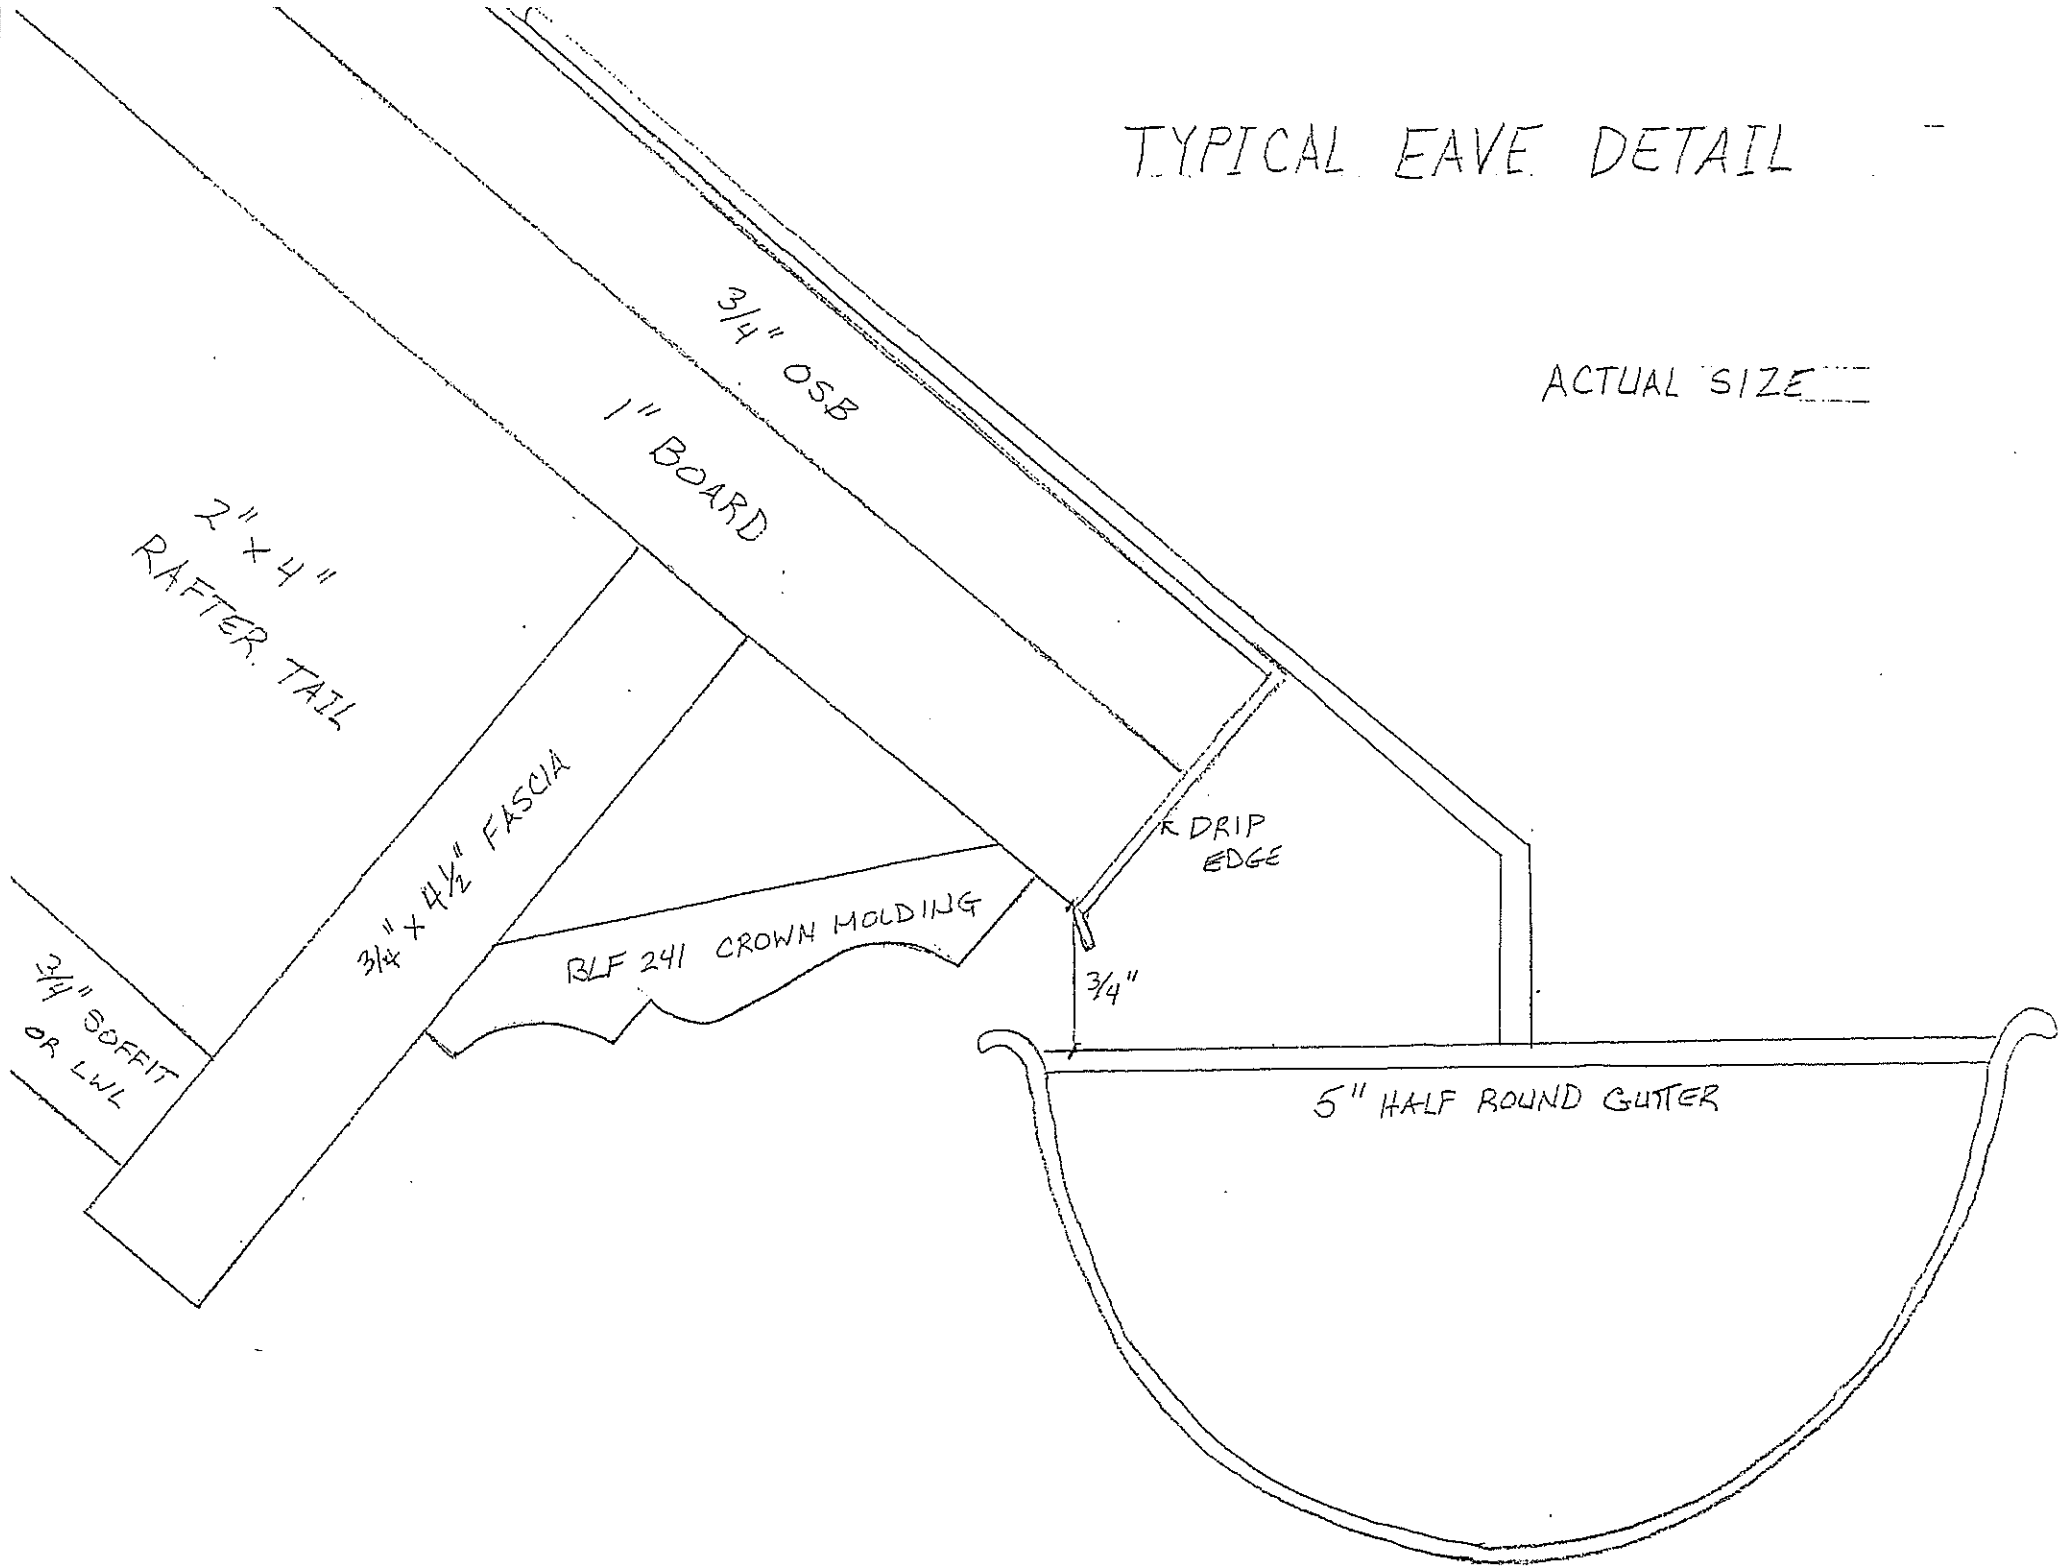 TYPICAL EAVE DETAIL
ACTUAL SIZE
3/4" OSB
1" BOARD
2" x 4"
RAFTER TAIL
3/4" x 4 1/2" FASCIA
DRIP
EDGE
BLF 241 CROWN MOLDING
3/4" SOFFIT
OR LWL
3/4"
5" HALF ROUND GUTTER